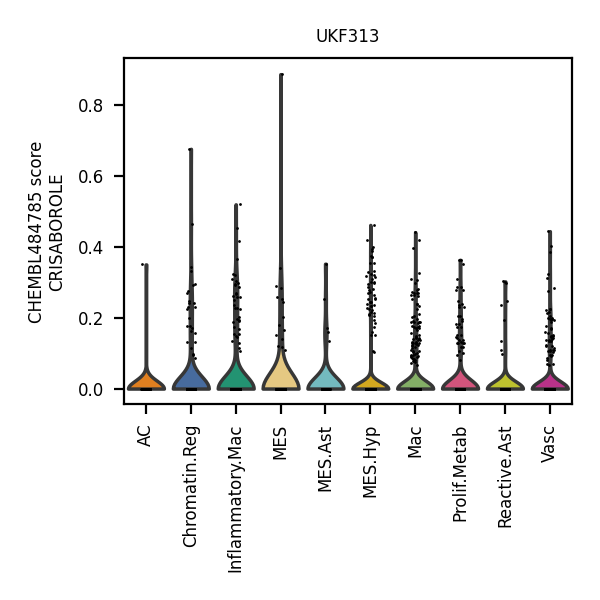 UKF313
CHEMBL484785 score
CRISABOROLE
0.8
0.6
0.4
0.2
0.0
AC
Chromatin.Reg
Inflammatory.Mac
MES
MES.Ast
MES.Hyp
Mac
Prolif.Metab
Reactive.Ast
Vasc